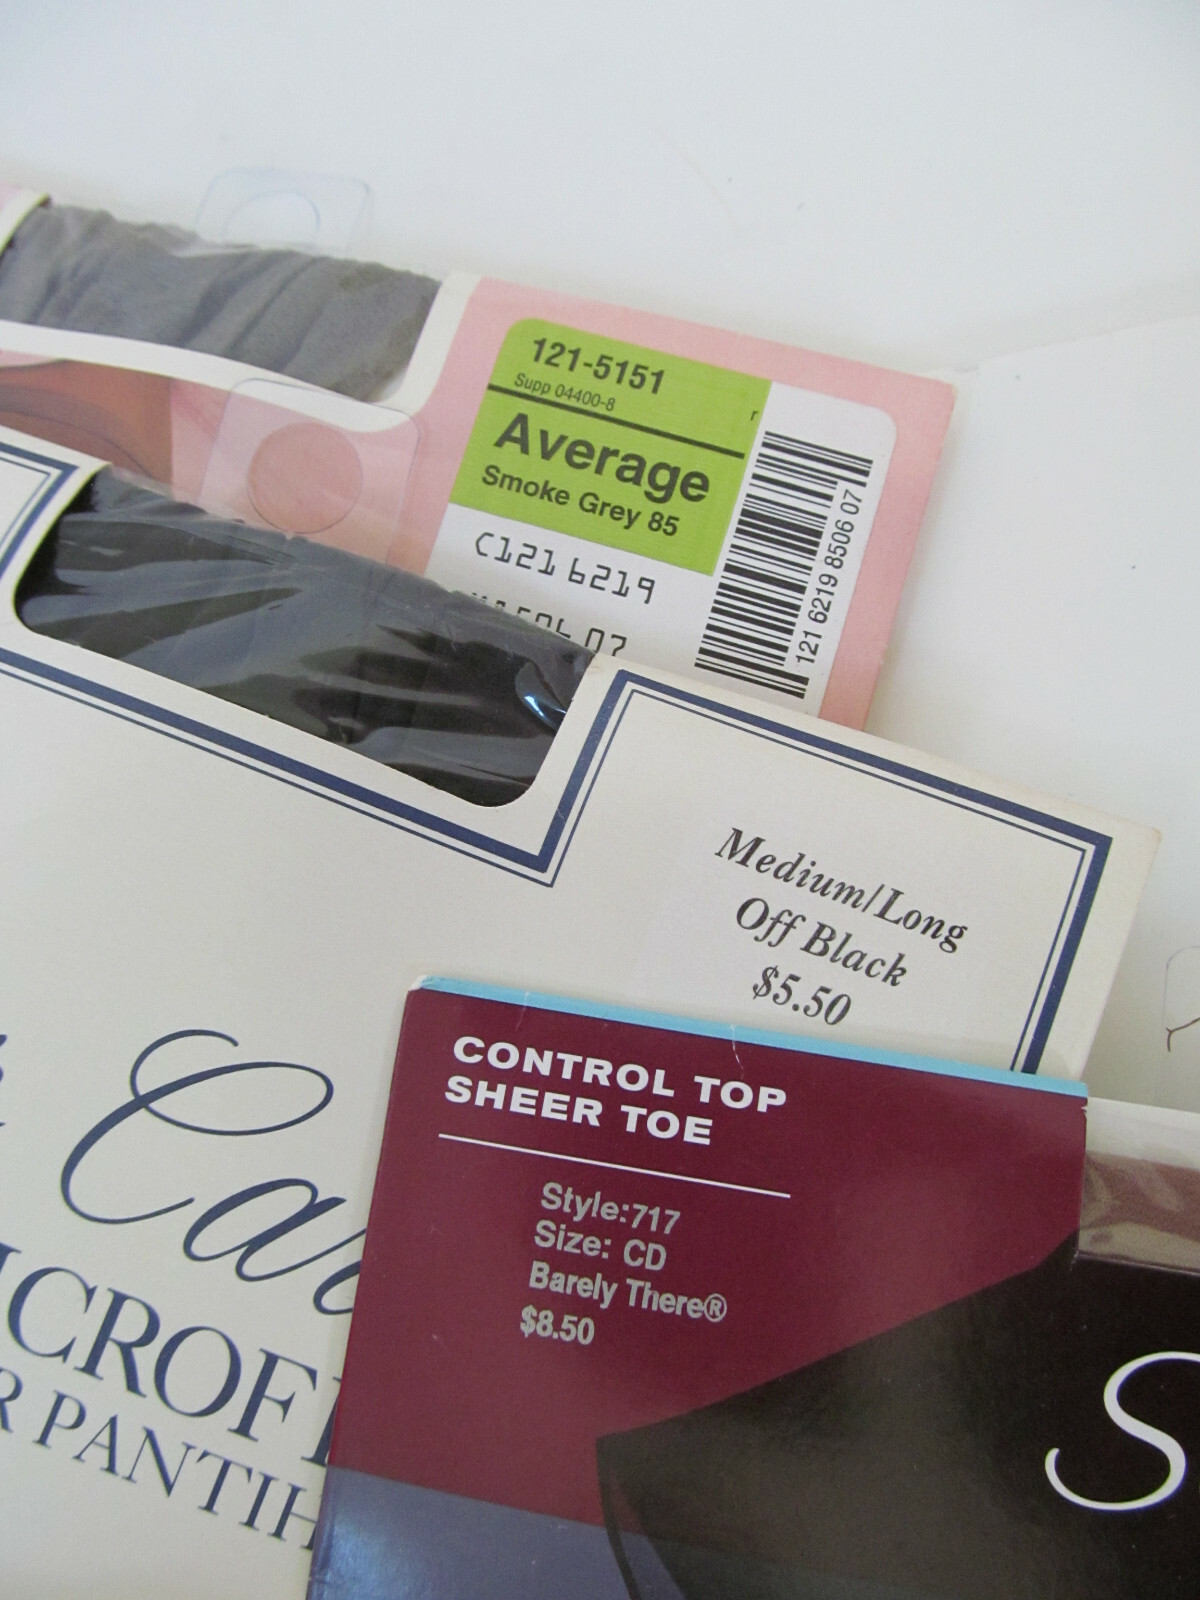 121-5151
Supp 04400-8
r
Average
Smoke Grey 85
C121 6219
07
121 6219 8506 07
Medium/Long
Off Black
$5.50
CONTROL TOP
SHEER TOE
Style:717
Size: CD
Barely There®
$8.50